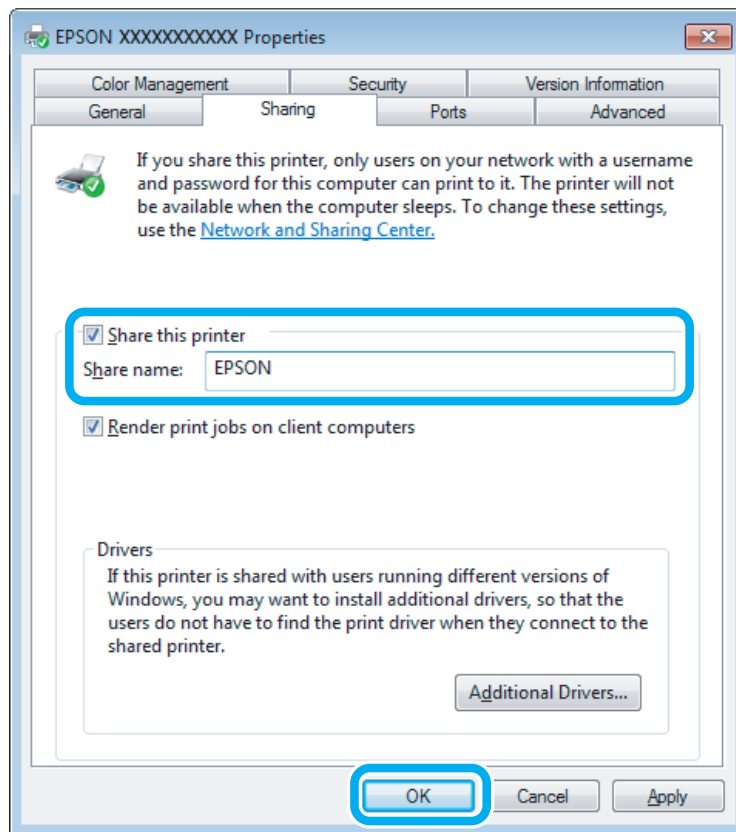 EPSON XXXXXXXXXXX Properties
Color Management Security Version Information
General Sharing Ports Advanced
If you share this printer, only users on your network with a username
and password for this computer can print to it. The printer will not
be available when the computer sleeps. To change these settings,
use the Network and Sharing Center.
Share this printer
Share name: EPSON
Render print jobs on client computers
Drivers
If this printer is shared with users running different versions of
Windows, you may want to install additional drivers, so that the
users do not have to find the print driver when they connect to the
shared printer.
Additional Drivers...
OK Cancel Apply